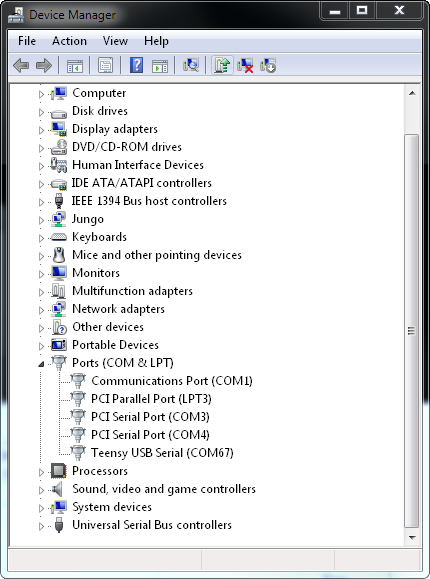 Device Manager
File Action View Help
Computer
Disk drives
Display adapters
DVD/CD-ROM drives
Human Interface Devices
IDE ATA/ATAPI controllers
IEEE 1394 Bus host controllers
Jungo
Keyboards
Mice and other pointing devices
Monitors
Multifunction adapters
Network adapters
Other devices
Portable Devices
Ports (COM & LPT)
Communications Port (COM1)
PCI Parallel Port (LPT3)
PCI Serial Port (COM3)
PCI Serial Port (COM4)
Teensy USB Serial (COM67)
Processors
Sound, video and game controllers
System devices
Universal Serial Bus controllers